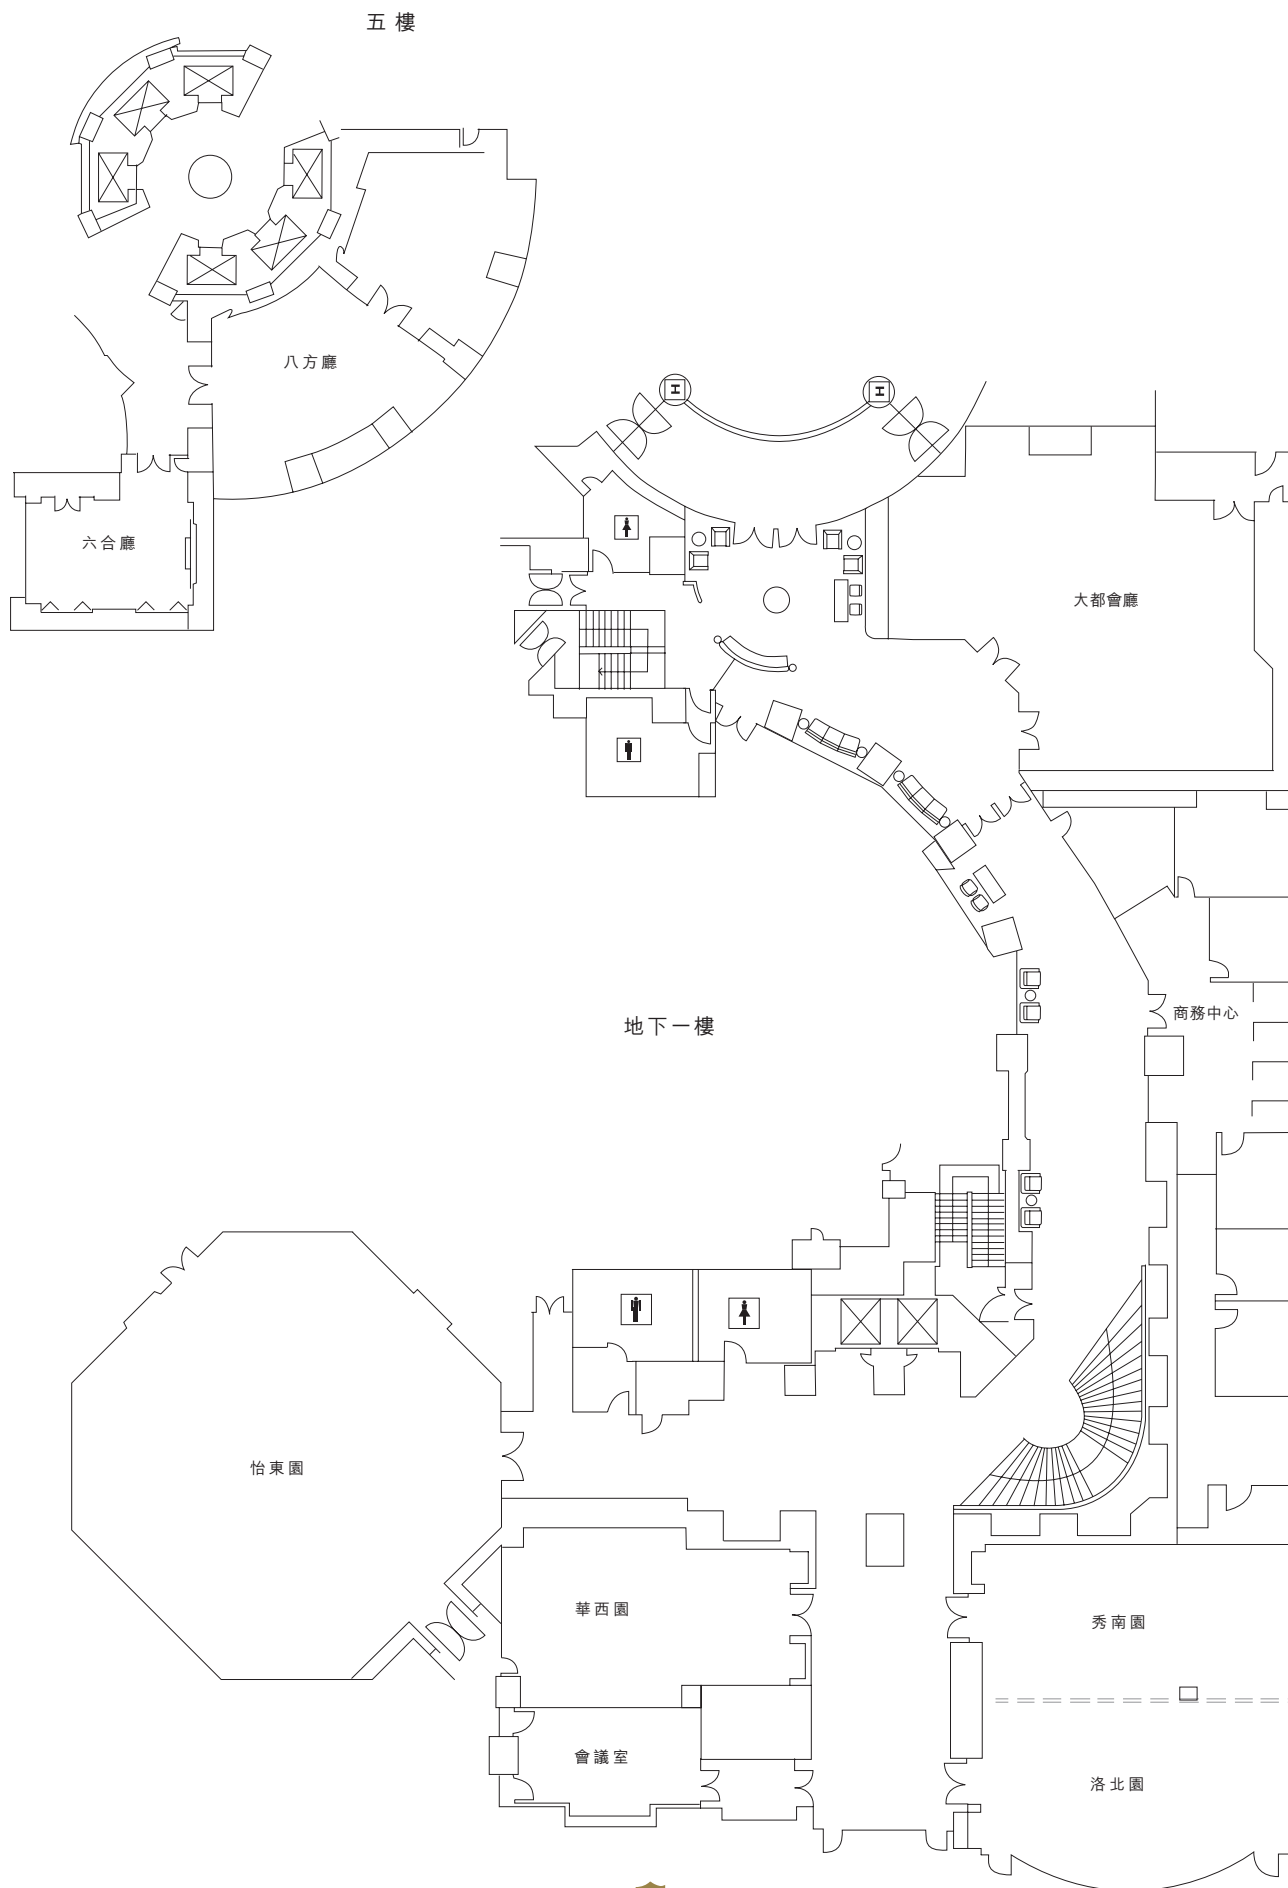 五樓
八方廳
六合廳
大都會廳
地下一樓
商務中心
怡東園
華西園
秀南園
會議室
洛北園